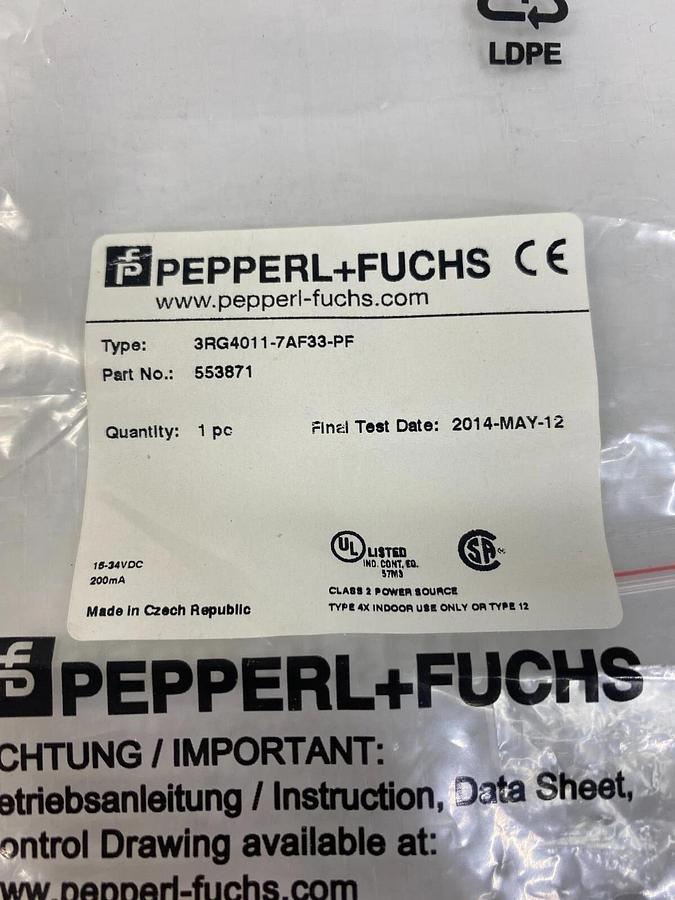 LDPE
PEPPERL+FUCHS CE
www.pepperl-fuchs.com
Type: 3RG4011-7AF33-PF
Part No.: 553871
Quantity: 1 pc Final Test Date: 2014-MAY-12
15-34VDC
200mA
Made in Czech Republic
UL LISTED
IND. CONT. EQ.
57M3
SA
CLASS 2 POWER SOURCE
TYPE 4X INDOOR USE ONLY OR TYPE 12
PEPPERL+FUCHS
CHTUNG / IMPORTANT:
etriebsanleitung / Instruction, Data Sheet,
ontrol Drawing available at:
ww.pepperl-fuchs.com